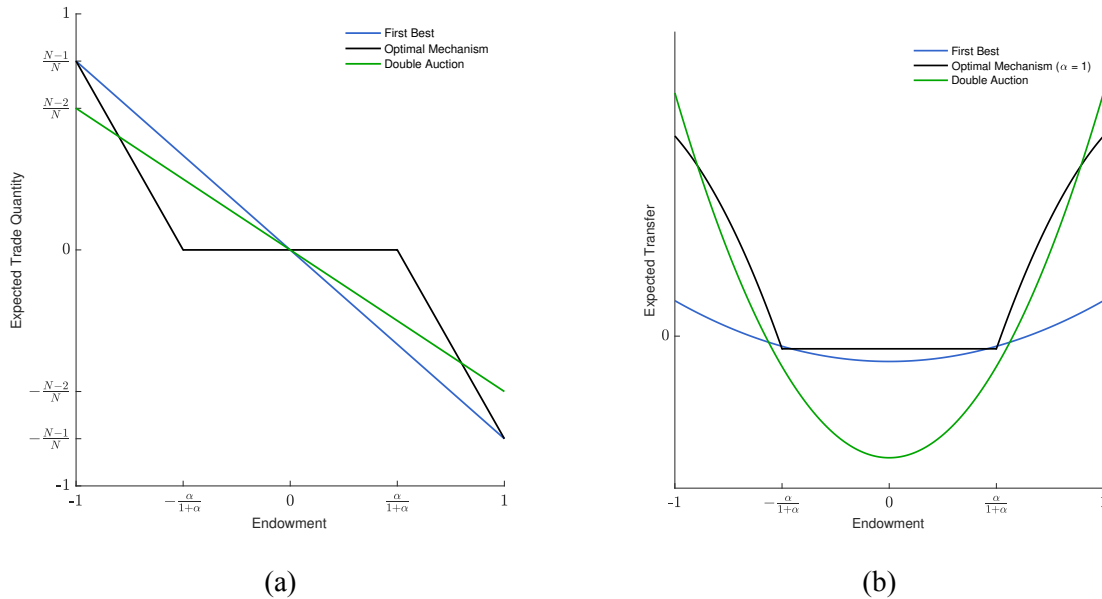 1
N−1/N
N−2/N
0
−N−2/N
−N−1/N
-1
Expected Trade Quantity
First Best
Optimal Mechanism
Double Auction
-1
−α/1+α
0
α/1+α
1
Endowment
(a)
0
Expected Transfer
First Best
Optimal Mechanism (α = 1)
Double Auction
-1
−α/1+α
0
α/1+α
Endowment
(b)